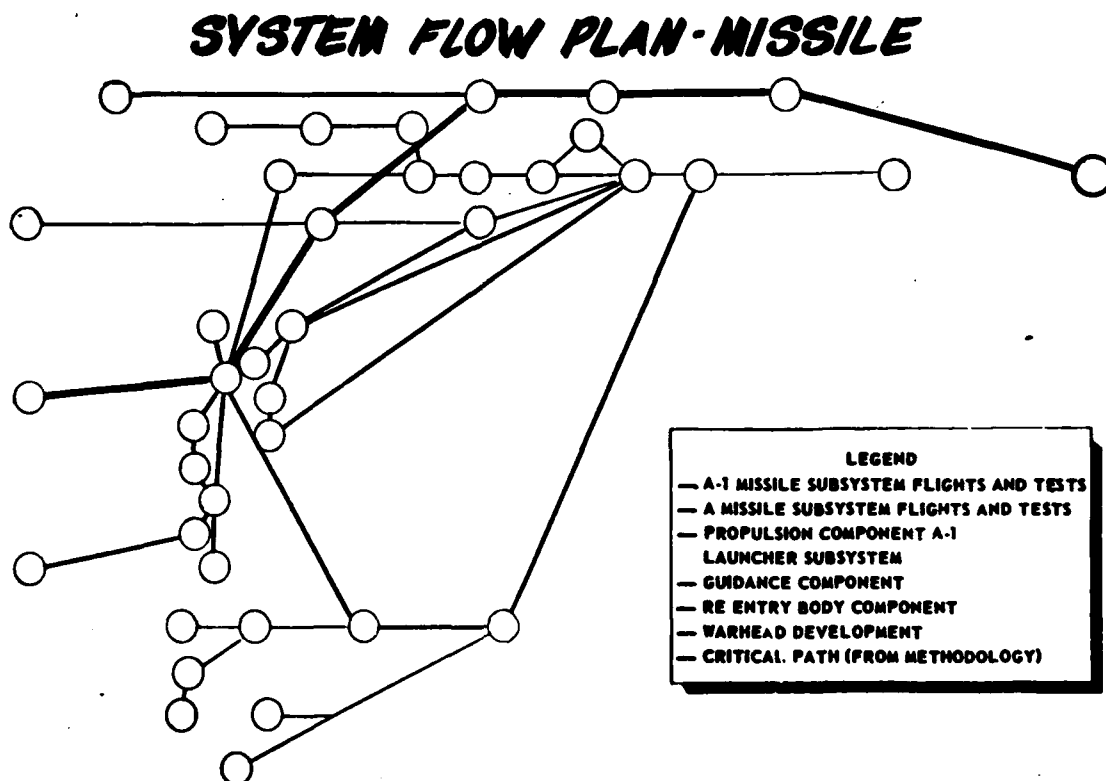 SYSTEM FLOW PLAN-MISSILE
LEGEND
— A-1 MISSILE SUBSYSTEM FLIGHTS AND TESTS
— A MISSILE SUBSYSTEM FLIGHTS AND TESTS
— PROPULSION COMPONENT A-1
LAUNCHER SUBSYSTEM
— GUIDANCE COMPONENT
— RE ENTRY BODY COMPONENT
— WARHEAD DEVELOPMENT
— CRITICAL. PATH (FROM METHODOLOGY)